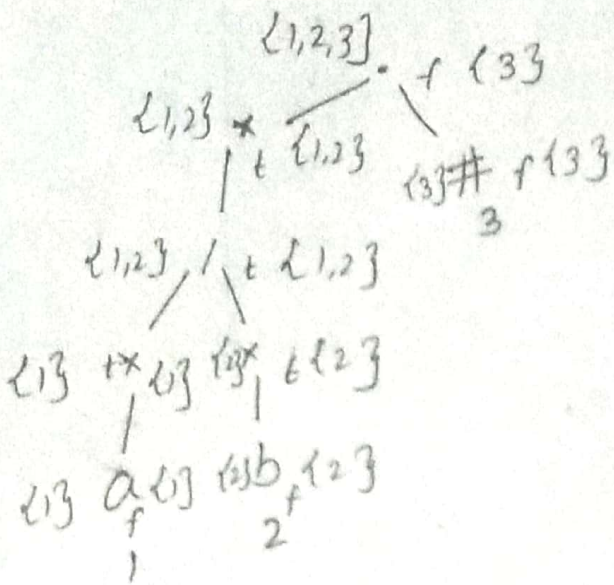 {1,2,3} . f {3}
{1,2} * t {1,2}
{3} # f {3}
3
{1,2} / t {1,2}
{1} t* {1} {2} * t {2}
{1} a {1} {2} b f {2}
f
1 2